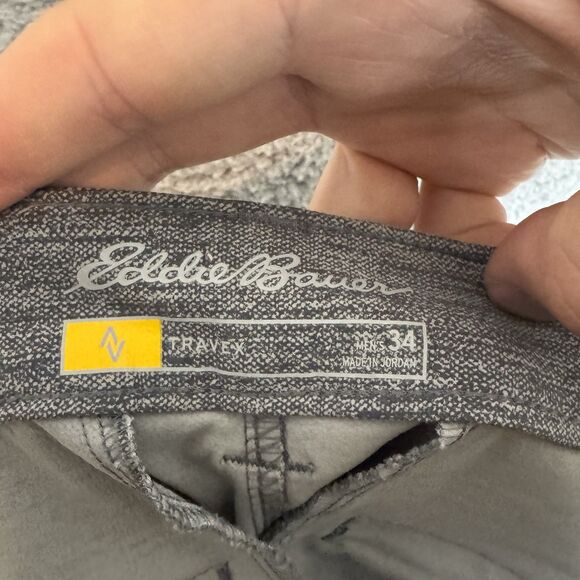 Eddie Bauer
TRAVEX
MEN'S 34
MADE IN JORDAN